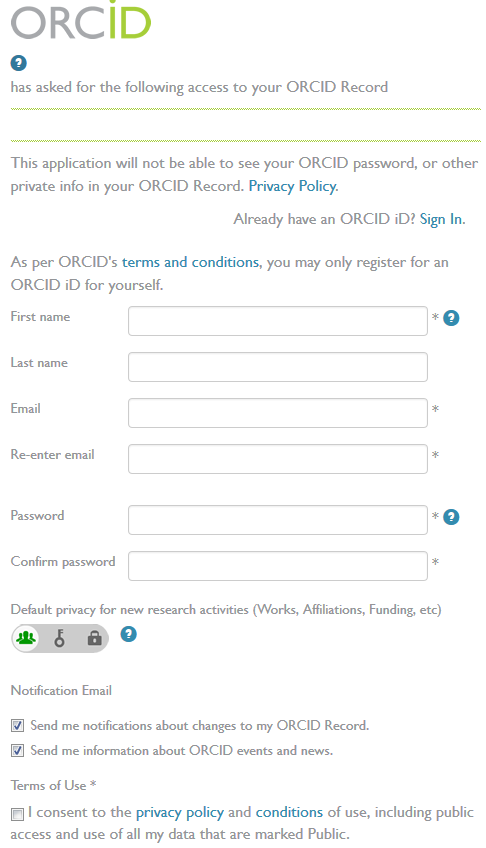 ORCiD
?
has asked for the following access to your ORCID Record
This application will not be able to see your ORCID password, or other
private info in your ORCID Record. Privacy Policy.
Already have an ORCID iD? Sign In.
As per ORCID's terms and conditions, you may only register for an
ORCID iD for yourself.
First name * ?
Last name
Email *
Re-enter email *
Password * ?
Confirm password *
Default privacy for new research activities (Works, Affiliations, Funding, etc)
?
Notification Email
Send me notifications about changes to my ORCID Record.
Send me information about ORCID events and news.
Terms of Use *
I consent to the privacy policy and conditions of use, including public
access and use of all my data that are marked Public.